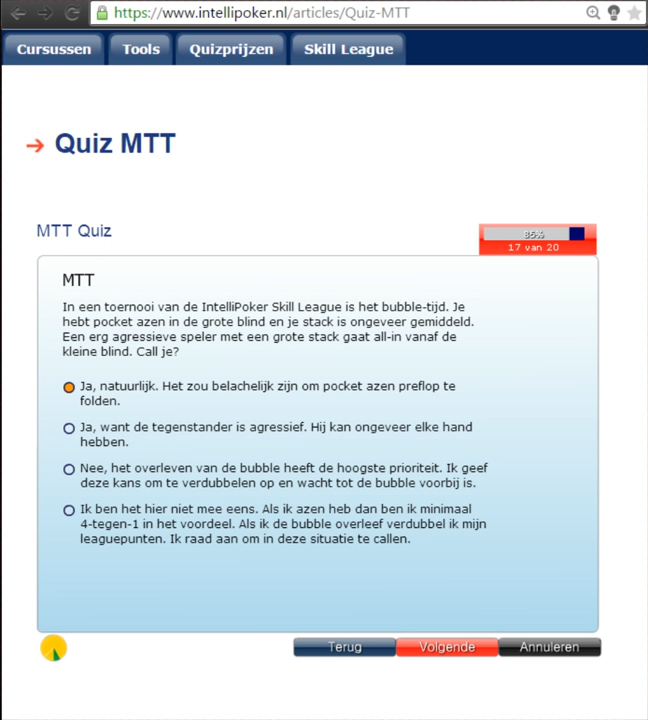 https://www.intellipoker.nl/articles/Quiz-MTT
Cursussen Tools Quizprijzen Skill League
Quiz MTT
MTT Quiz
85%
17 van 20
MTT
In een toernooi van de IntelliPoker Skill League is het bubble-tijd. Je
hebt pocket azen in de grote blind en je stack is ongeveer gemiddeld.
Een erg agressieve speler met een grote stack gaat all-in vanaf de
kleine blind. Call je?
Ja, natuurlijk. Het zou belachelijk zijn om pocket azen preflop te
folden.
Ja, want de tegenstander is agressief. Hij kan ongeveer elke hand
hebben.
Nee, het overleven van de bubble heeft de hoogste prioriteit. Ik geef
deze kans om te verdubbelen op en wacht tot de bubble voorbij is.
Ik ben het hier niet mee eens. Als ik azen heb dan ben ik minimaal
4-tegen-1 in het voordeel. Als ik de bubble overleef verdubbel ik mijn
leaguepunten. Ik raad aan om in deze situatie te callen.
Terug Volgende Annuleren